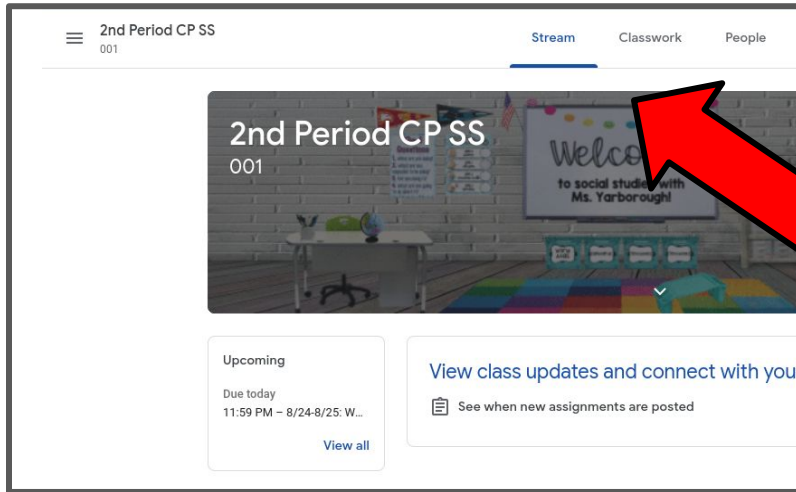 2nd Period CP SS
001
Stream Classwork People
2nd Period CP SS
001
Questions
Welco
to social studies with
Ms. Yarborough!
Upcoming
Due today
11:59 PM – 8/24-8/25: W...
View all
View class updates and connect with you
See when new assignments are posted